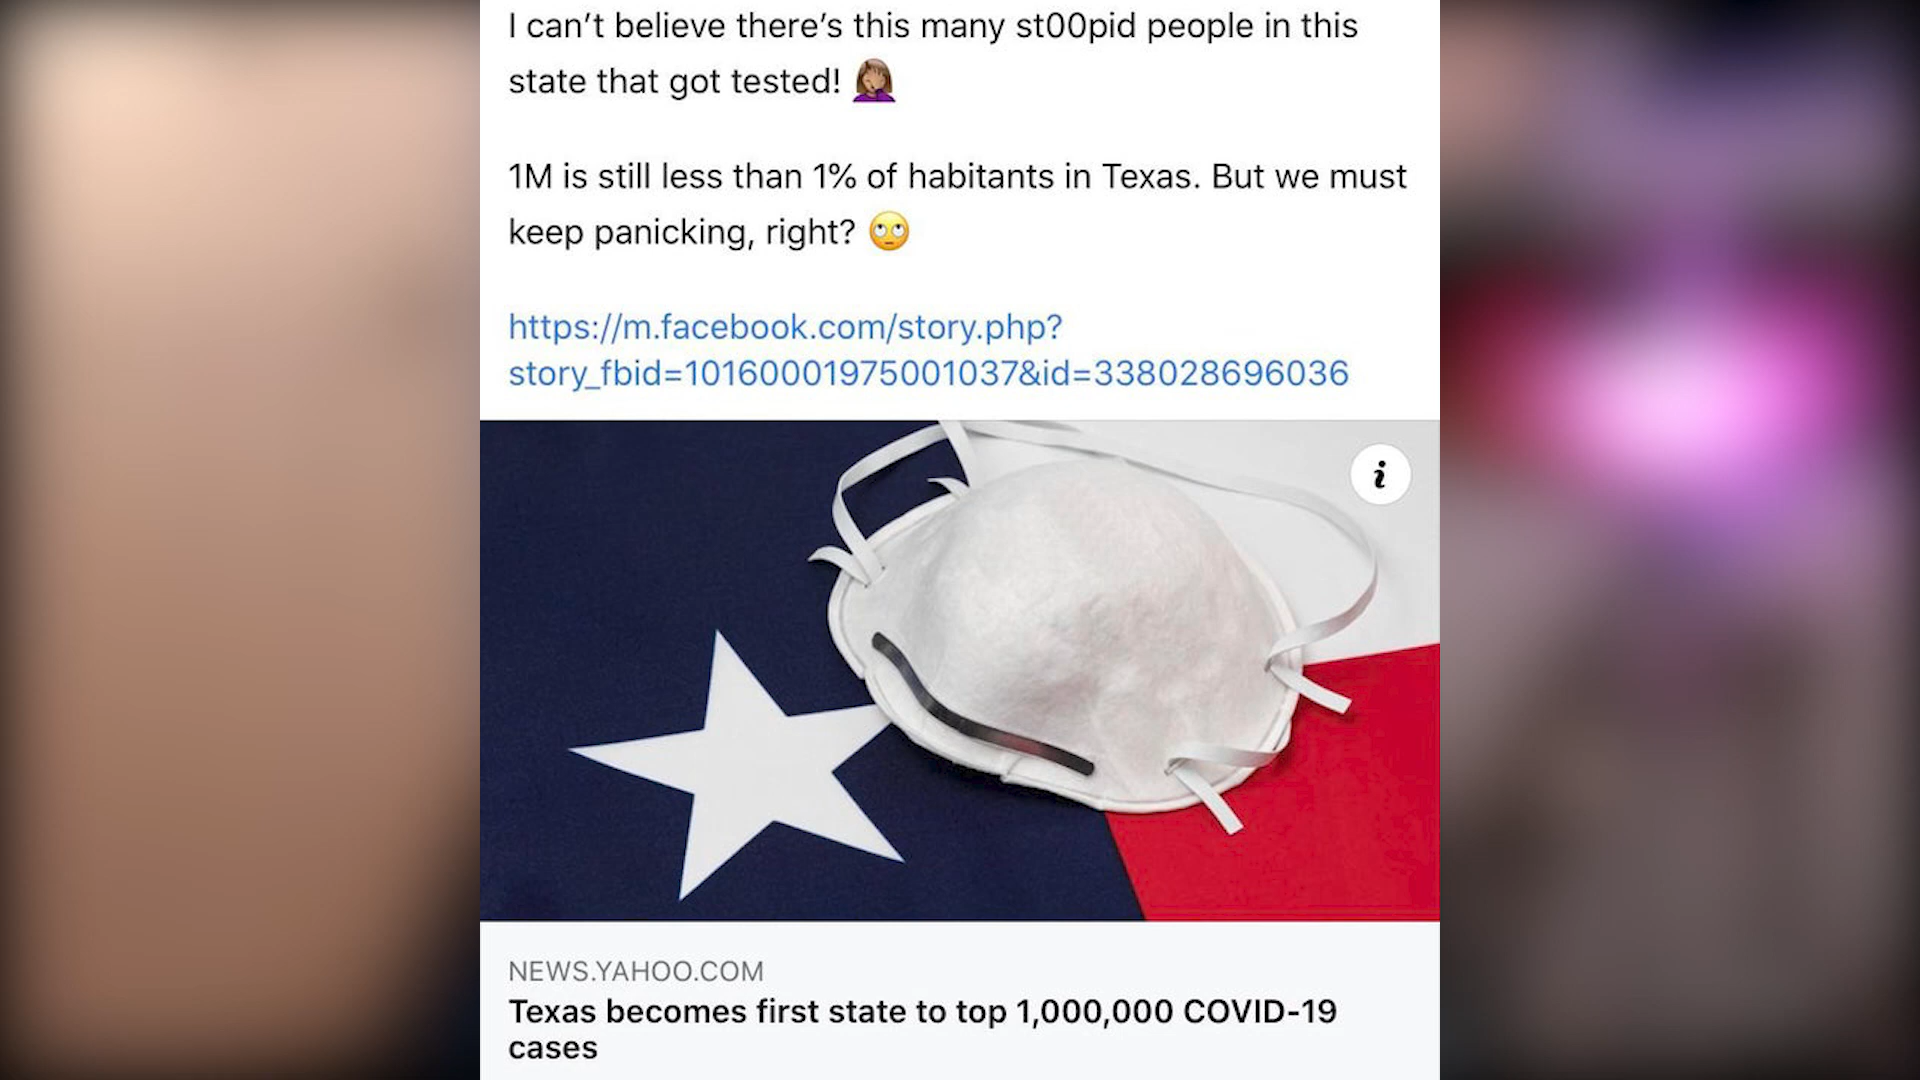 I can’t believe there’s this many st00pid people in this
state that got tested! 🤦🏽‍♀️
1M is still less than 1% of habitants in Texas. But we must
keep panicking, right? 🙄
https://m.facebook.com/story.php?
story_fbid=10160001975001037&id=338028696036
i
NEWS.YAHOO.COM
Texas becomes first state to top 1,000,000 COVID-19
cases